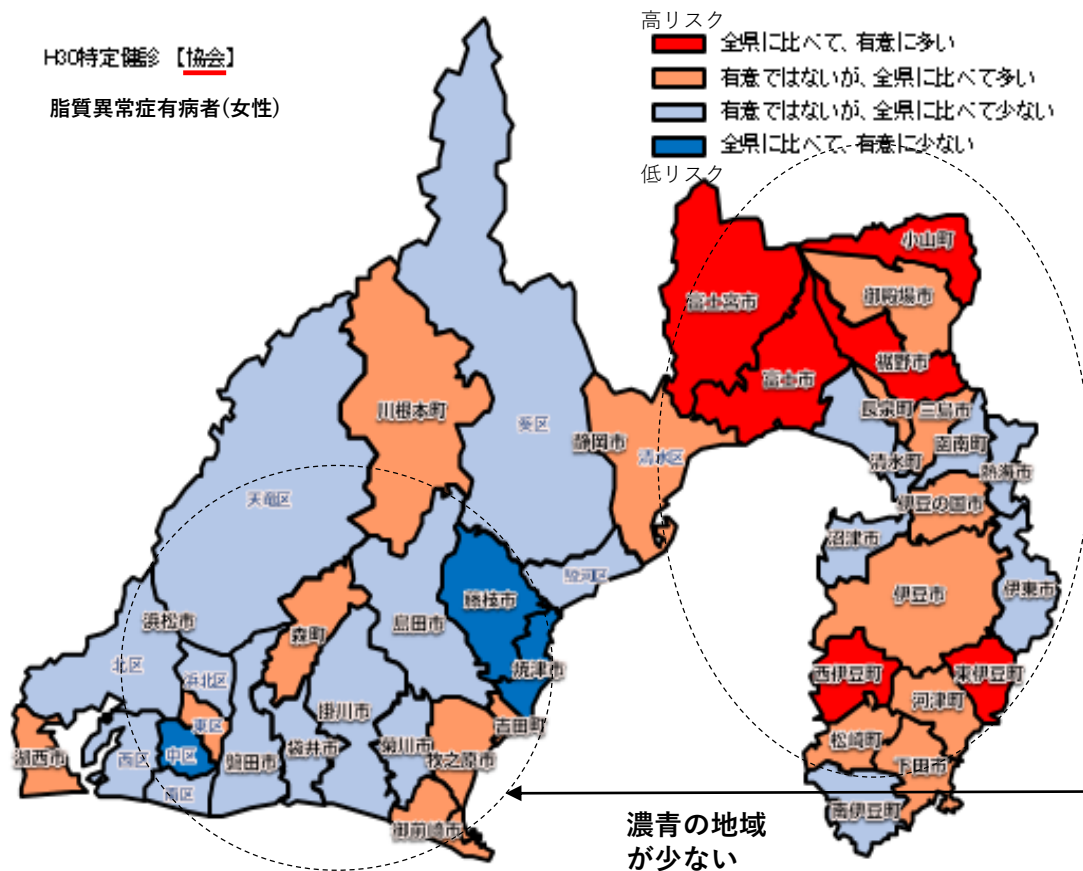 H30特定健診 【協会】
脂質異常症有病者(女性)
高リスク
全県に比べて、有意に多い
有意ではないが、全県に比べて多い
有意ではないが、全県に比べて少ない
全県に比べて、有意に少ない
低リスク
小山町
富士宮市
御殿場市
裾野市
富士市
長泉町
三島市
川根本町
葵区
静岡市
清水区
清水町
函南町
熱海市
天竜区
伊豆の国市
沼津市
駿河区
藤枝市
伊豆市
伊東市
浜松市
島田市
森町
北区
浜北区
焼津市
西伊豆町
東伊豆町
河津町
掛川市
東区
吉田町
湖西市
西区
中区
磐田市
袋井市
菊川市
牧之原市
松崎町
下田市
南区
南伊豆町
御前崎市
濃青の地域
が少ない